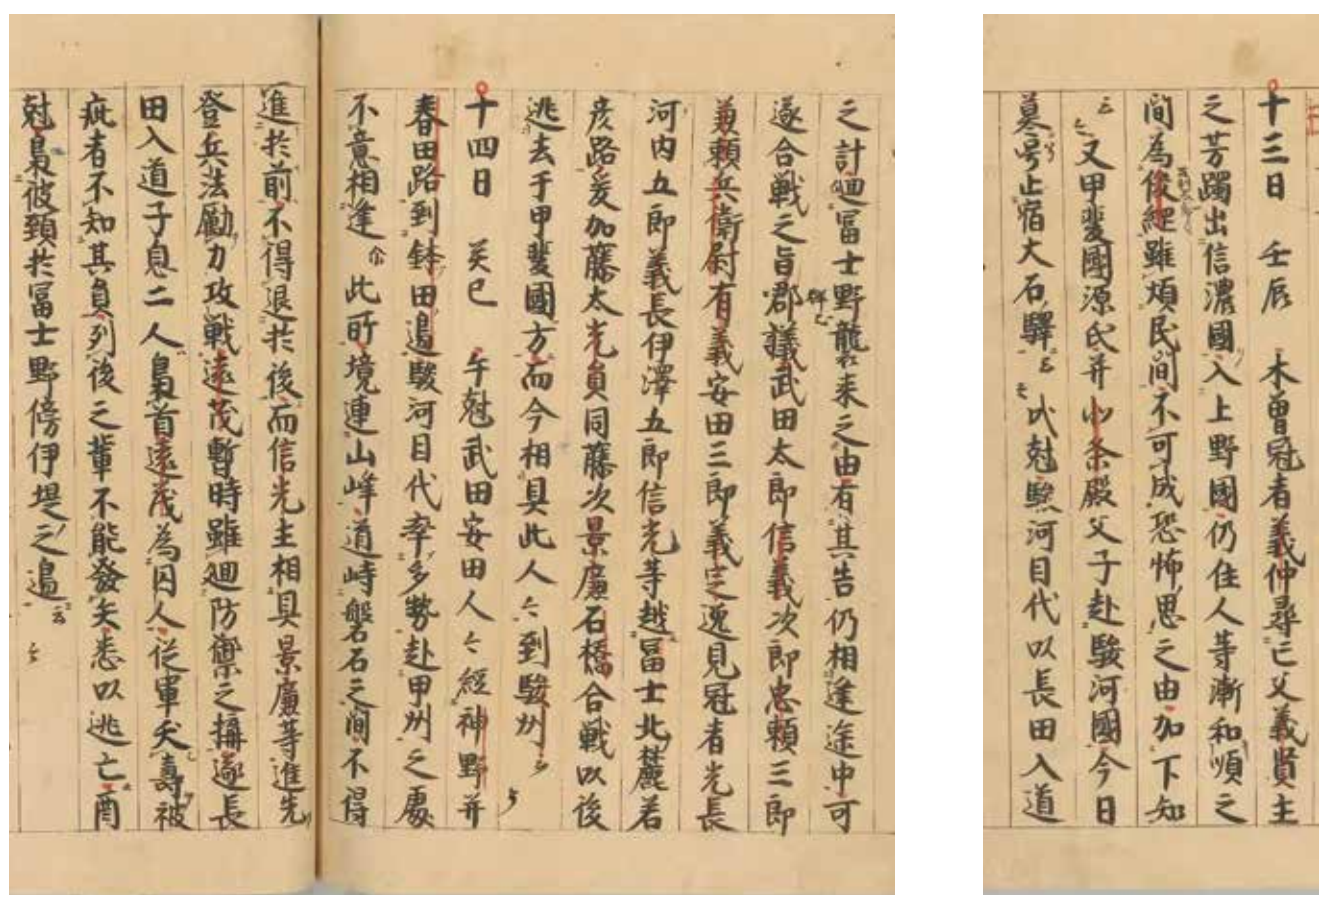 十三日 壬辰 木曽冠者義仲尋亡父義賢主
之芳躅出信濃國入上野國仍住人等漸和順之
間為俊綱雖煩民間不可成恐怖思之由加下知
云々又甲斐國源氏并北条殿父子赴駿河國今日
暮号止宿大石驛云々戌尅駿河目代以長田入道
之計廻冨士野襲来之由有其告仍相逢途中可
遂合戦之旨群議武田太郎信義次郎忠頼三郎
兼頼兵衛尉有義安田三郎義定逸見冠者光長
河内五郎義長伊澤五郎信光等越冨士北麓若
彦路爰加藤太光員同藤次景廉石橋合戦以後
逃去于甲斐國方而今相具此人々到駿州
十四日 癸巳 午尅武田安田人々經神野并
春田路到鉢田邉駿河目代率多勢赴甲州之處
不意相逢 此所境連山峰道峙磐石之間不得
進於前不得退於後而信光主相具景廉等進先
登兵法勵力攻戦遠茂暫時雖廻防禦之搆遂長
田入道子息二人梟首遠茂為囚人従軍夭壽被
疵者不知其員列後之輩不能發矢悉以逃亡酉
尅梟彼頸於冨士野傍伊堤之邉云々